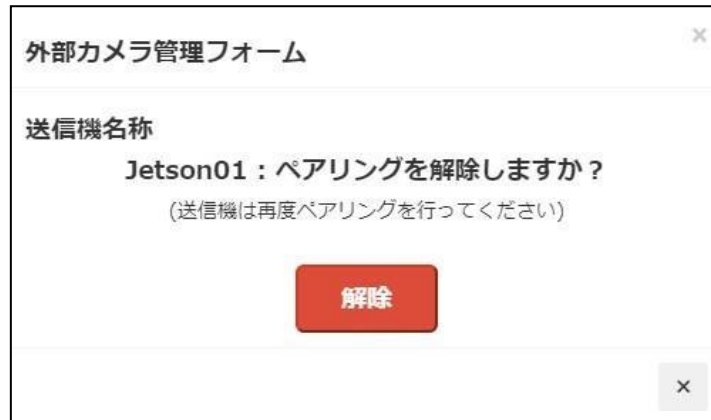 外部カメラ管理フォーム
×
送信機名称
Jetson01：ペアリングを解除しますか？
(送信機は再度ペアリングを行ってください)
解除
×